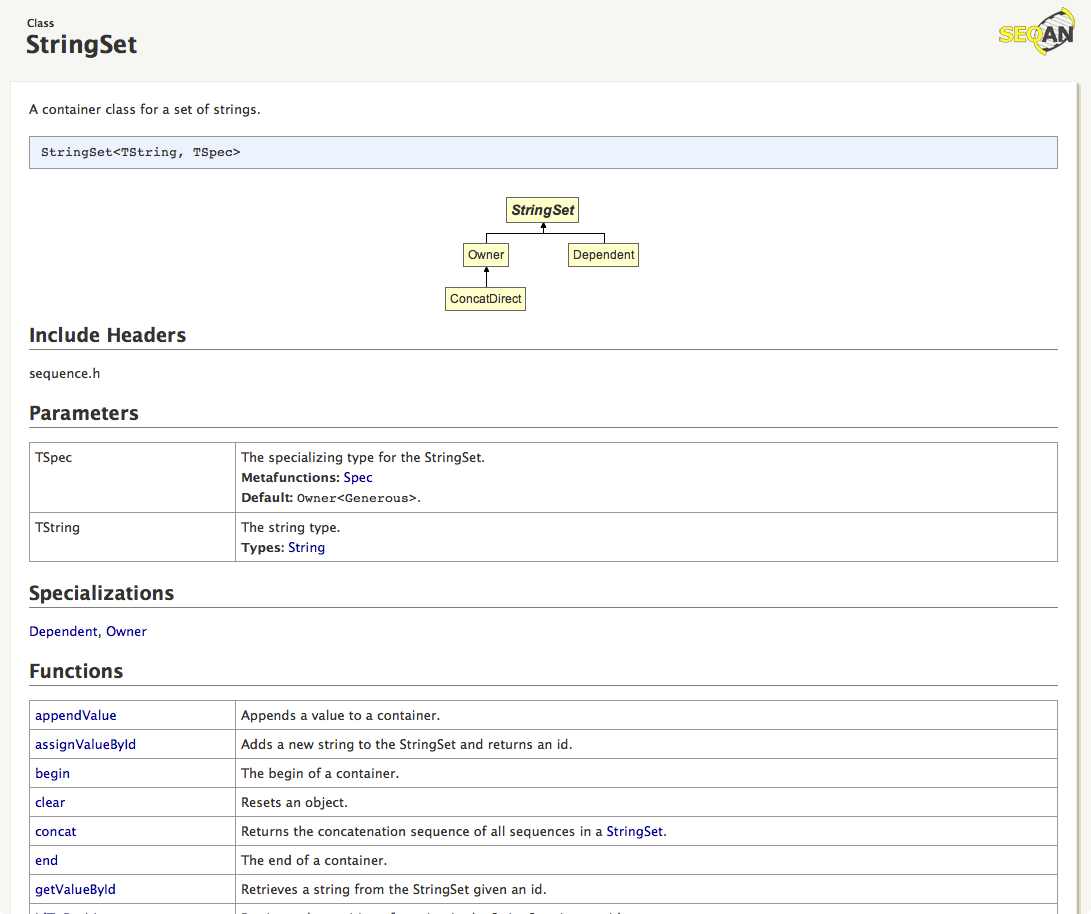 Class
StringSet
SEQAN
A container class for a set of strings.
StringSet<TString, TSpec>
StringSet
Owner
Dependent
ConcatDirect
Include Headers
sequence.h
Parameters
TSpec
The specializing type for the StringSet.
Metafunctions: Spec
Default: Owner<Generous>.
TString
The string type.
Types: String
Specializations
Dependent, Owner
Functions
appendValue Appends a value to a container.
assignValueById Adds a new string to the StringSet and returns an id.
begin The begin of a container.
clear Resets an object.
concat Returns the concatenation sequence of all sequences in a StringSet.
end The end of a container.
getValueById Retrieves a string from the StringSet given an id.